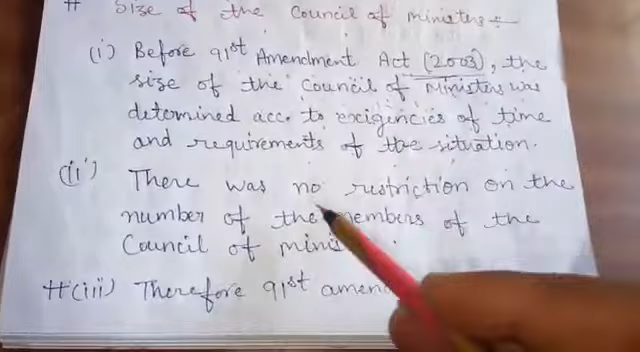 # Size of the Council of ministers :-
(i) Before 91st Amendment Act (2003), the
size of the council of Ministers was
determined acc. to exigencies of time
and requirements of the situation.
(ii) There was no restriction on the
number of the members of the
Council of minis
#(iii) Therefore 91st amend